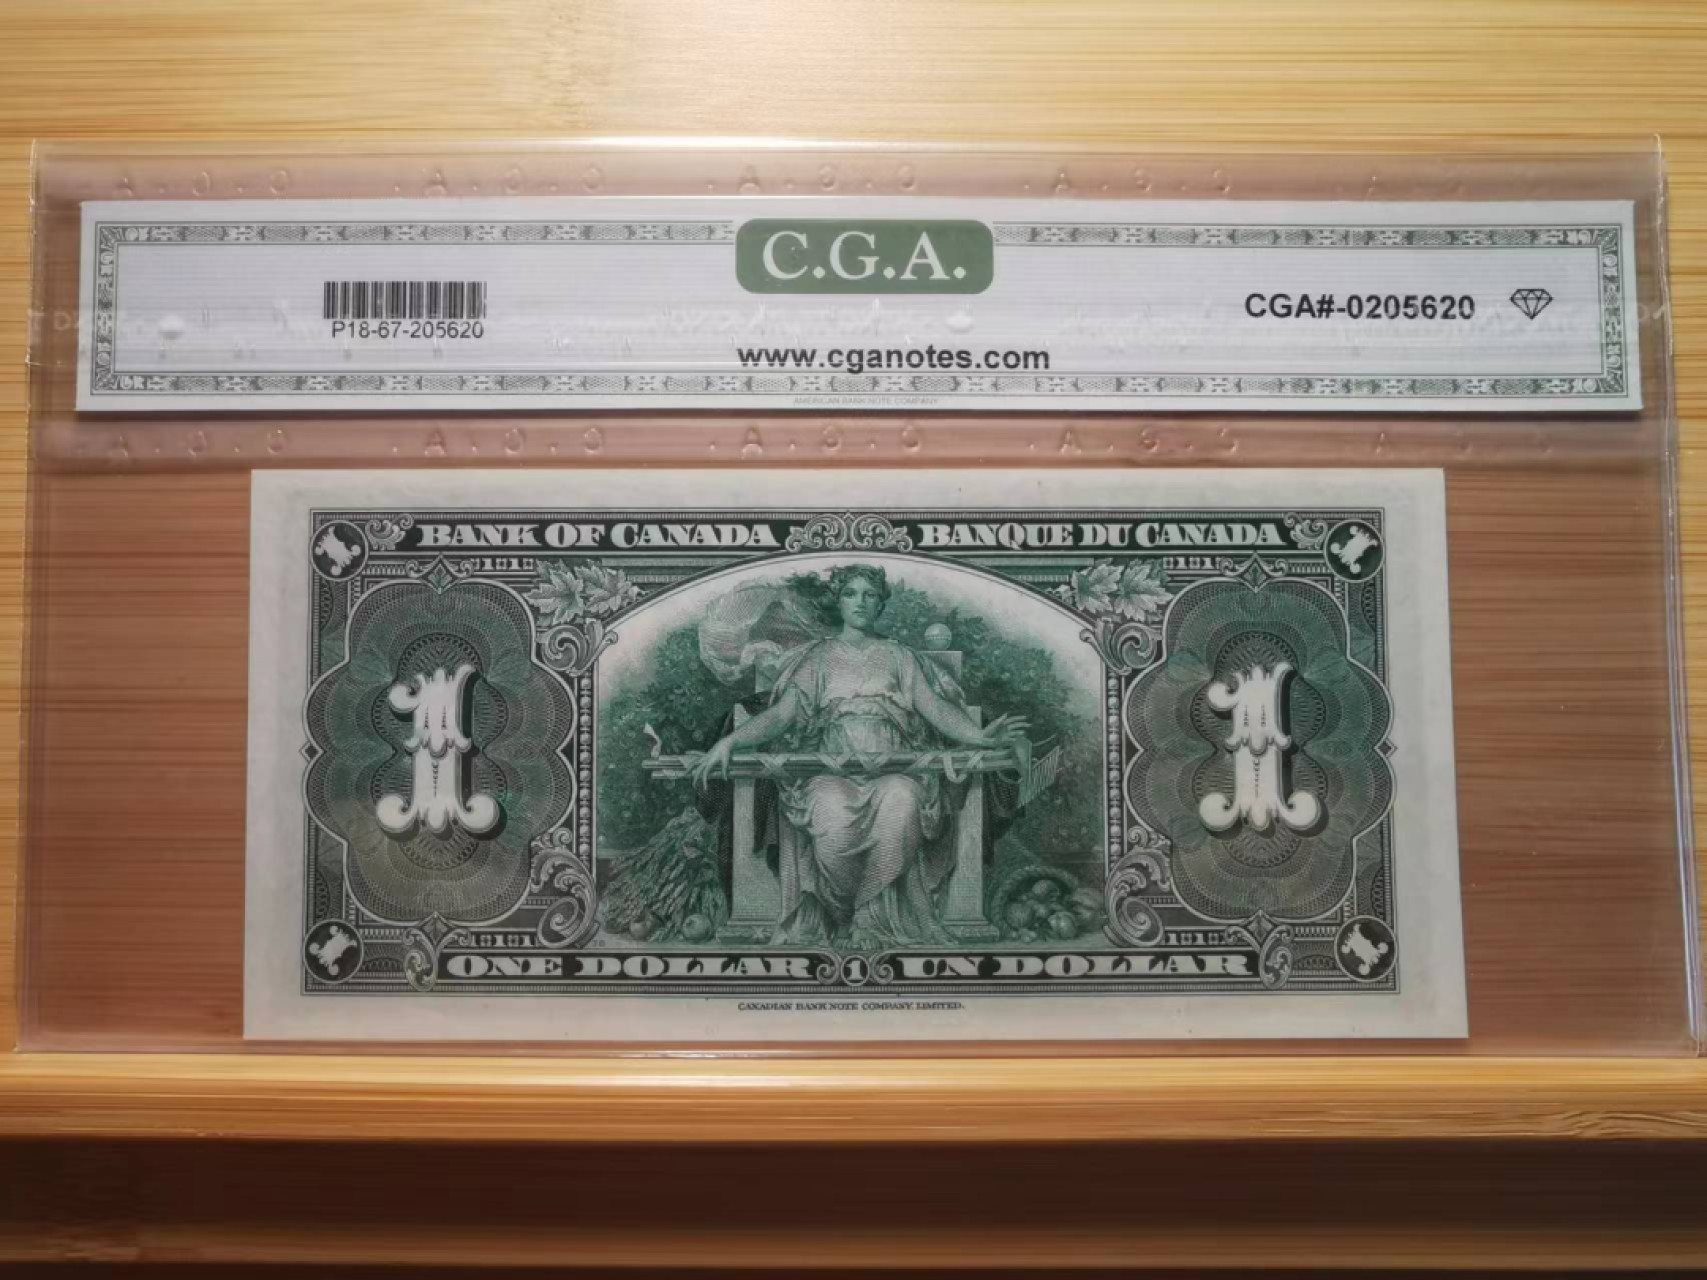 C.G.A.
P18-67-205620
CGA#-0205620
www.cganotes.com
AMERICAN BANK NOTE COMPANY
BANK OF CANADA BANQUE DU CANADA
1 1
ONE DOLLAR 1 UN DOLLAR
CANADIAN BANK NOTE COMPANY, LIMITED.